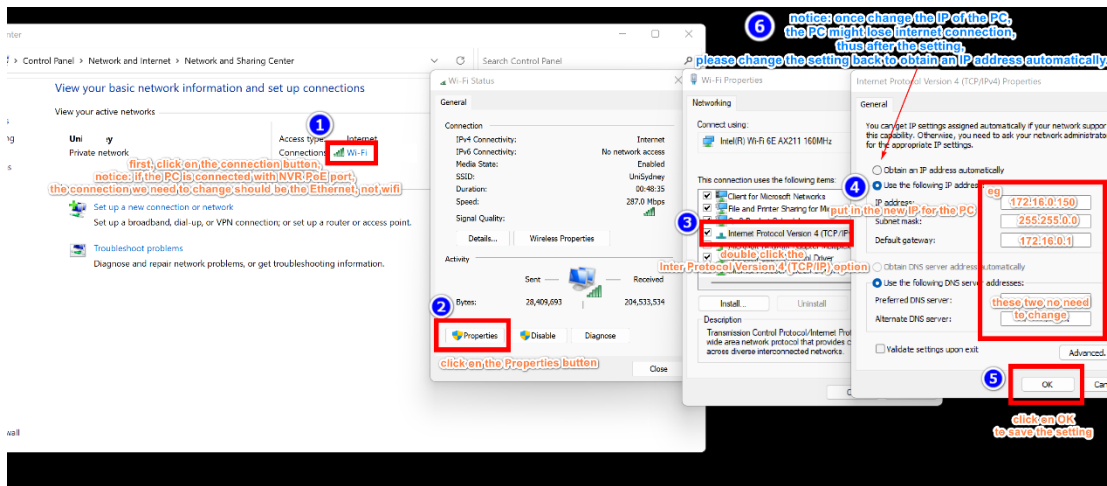 6
notice: once change the IP of the PC,
the PC might lose internet connection,
thus after the setting,
please change the setting back to obtain an IP address automatically.
nter
› Control Panel › Network and Internet › Network and Sharing Center
Search Control Panel
View your basic network information and set up connections
View your active networks
Uni
Private network
Access type: Internet
Connections: Wi-Fi
1
first, click on the connection button,
notice: if the PC is connected with NVR PoE port,
the connection we need to change should be the Ethernet, not wifi
Set up a new connection or network
Set up a broadband, dial-up, or VPN connection; or set up a router or access point.
Troubleshoot problems
Diagnose and repair network problems, or get troubleshooting information.
wall
Wi-Fi Status
General
Connection
IPv4 Connectivity: Internet
IPv6 Connectivity: No network access
Media State: Enabled
SSID: UniSydney
Duration: 00:48:35
Speed: 287.0 Mbps
Signal Quality:
Details...
Wireless Properties
Activity
Sent
Received
2
Bytes: 28,409,693 204,533,534
Properties
Disable
Diagnose
click on the Properties button
Close
Wi-Fi Properties
Networking
Connect using:
Intel(R) Wi-Fi 6E AX211 160MHz
This connection uses the following items:
Client for Microsoft Networks
File and Printer Sharing for Mi
3
Internet Protocol Version 4 (TCP/IP
double click the
Inter Protocol Version 4 (TCP/IP) option
Install...
Uninstall
Description
Transmission Control Protocol/Internet Prot
wide area network protocol that provides c
across diverse interconnected networks.
Internet Protocol Version 4 (TCP/IPv4) Properties
General
You can get IP settings assigned automatically if your network suppor
this capability. Otherwise, you need to ask your network administrato
for the appropriate IP settings.
Obtain an IP address automatically
4
Use the following IP address:
eg
put in the new IP for the PC
IP address: 172.16.0.150
Subnet mask: 255.255.0.0
Default gateway: 172.16.0.1
Obtain DNS server address automatically
Use the following DNS server addresses:
Preferred DNS server:
Alternate DNS server:
these two no need
to change
Validate settings upon exit
Advanced.
5
OK
Can
click on OK
to save the setting